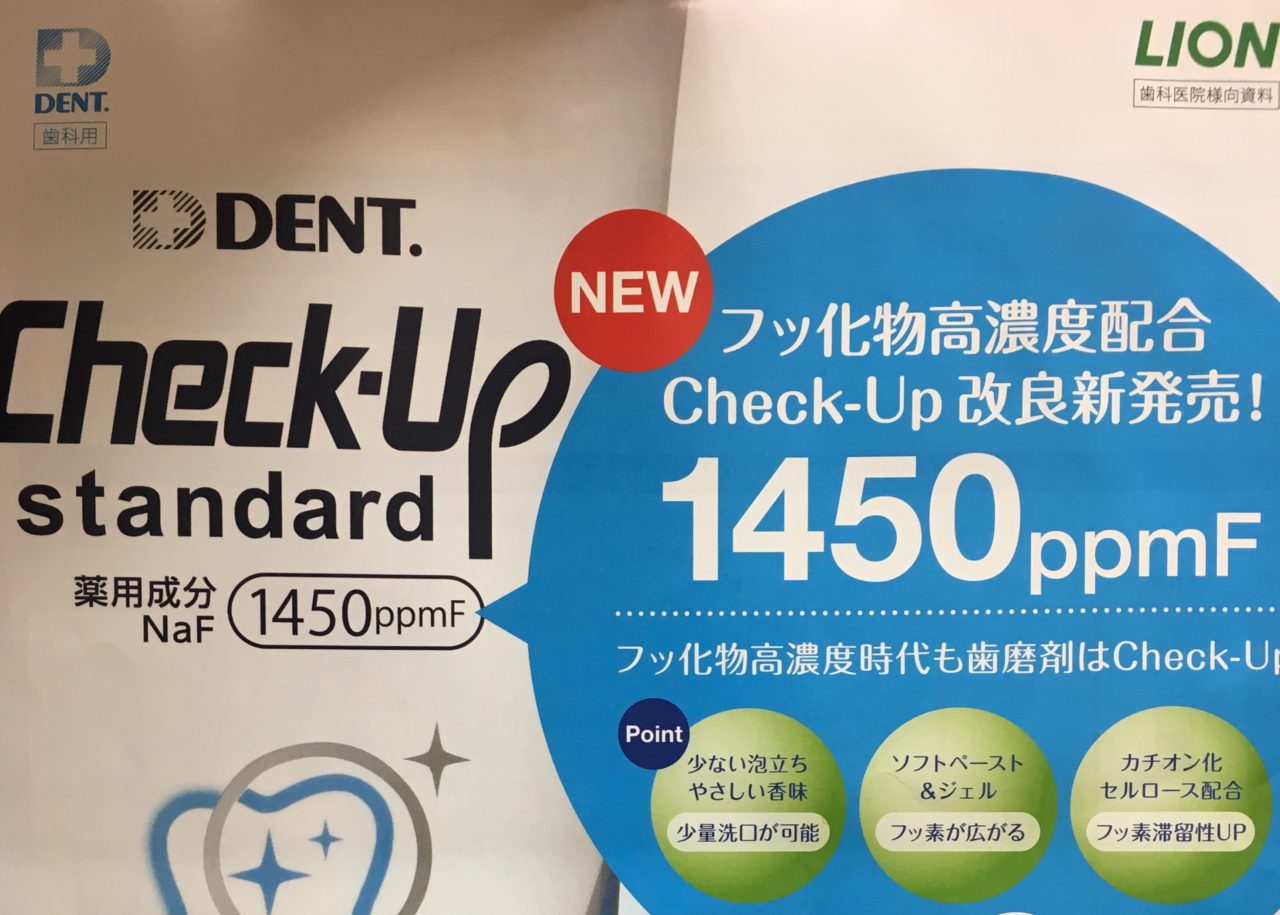 DENT.
歯科用
LION
歯科医院様向資料
DENT.
Check-Up
standard
薬用成分
NaF
1450ppmF
NEW
フッ化物高濃度配合
Check-Up 改良新発売!
1450ppmF
フッ化物高濃度時代も歯磨剤はCheck-Up
Point
少ない泡立ち
やさしい香味
少量洗口が可能
ソフトペースト
&ジェル
フッ素が広がる
カチオン化
セルロース配合
フッ素滞留性UP